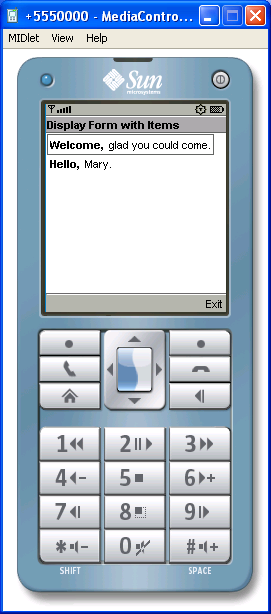 +5550000 - MediaContro...
MIDlet View Help
Sun
microsystems
Display Form with Items
Welcome, glad you could come.
Hello, Mary.
Exit
1 2 3
4 - 5 6 +
7 8 9
* - 0 # +
SHIFT SPACE